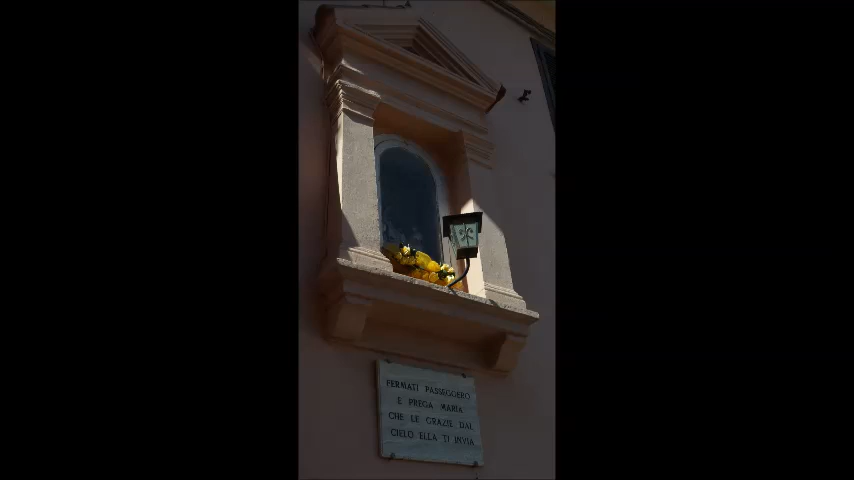 FERMATI PASSEGGERO
E PREGA MARIA
CHE LE GRAZIE DAL
CIELO ELLA TI INVIA